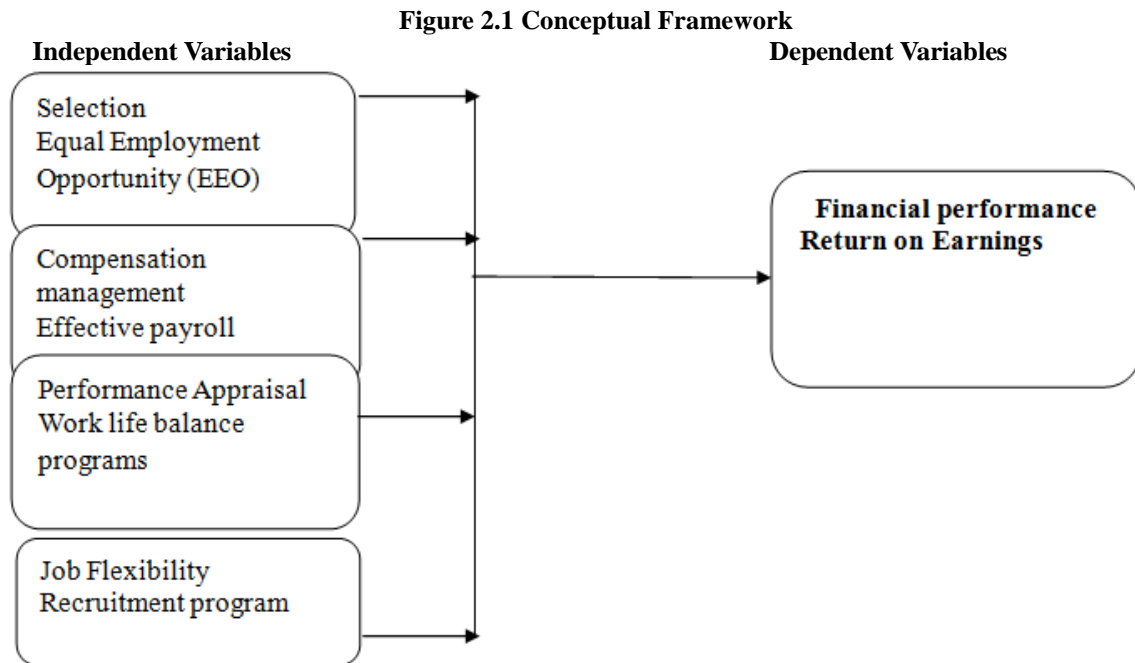 Figure 2.1 Conceptual Framework
Independent Variables
Dependent Variables
Selection
Equal Employment
Opportunity (EEO)
Compensation
management
Effective payroll
Performance Appraisal
Work life balance
programs
Job Flexibility
Recruitment program
Financial performance
Return on Earnings